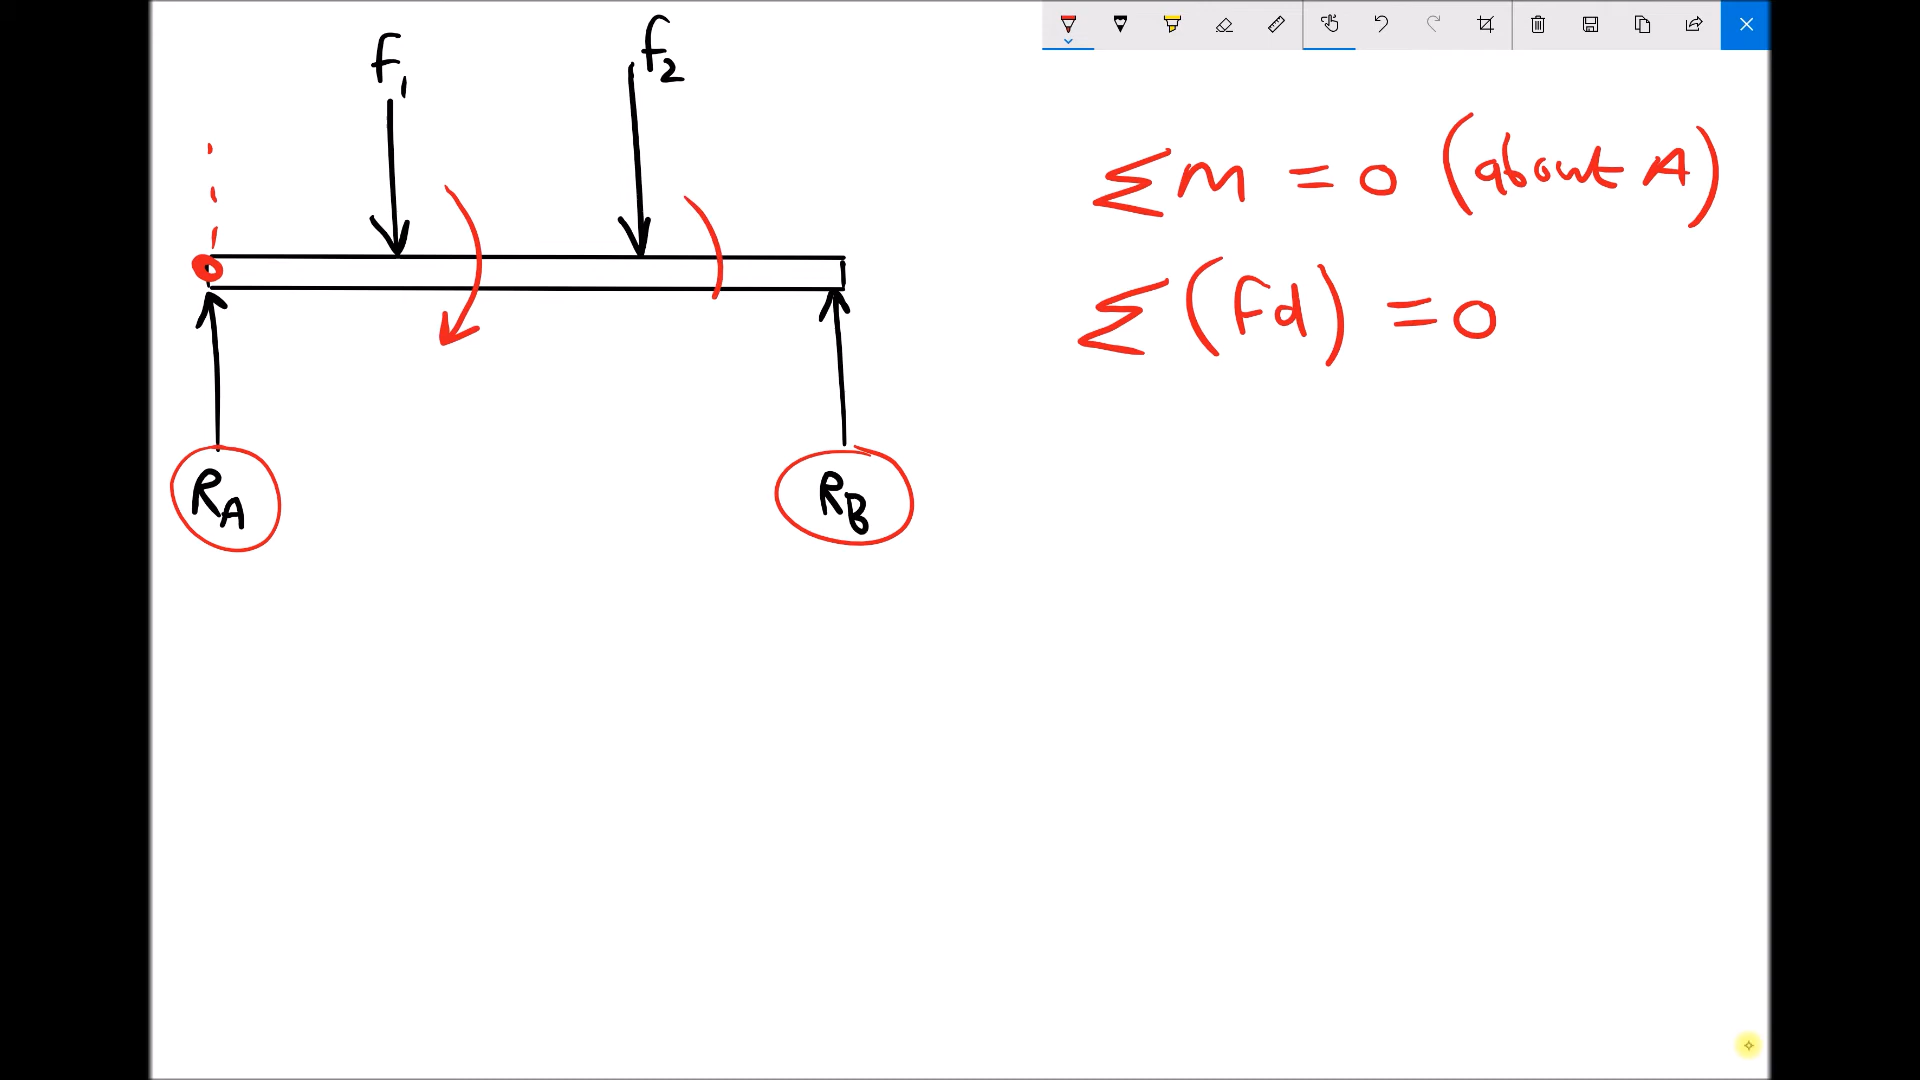 F1
F2
ΣM = 0 (about A)
Σ(Fd) = 0
RA
RB